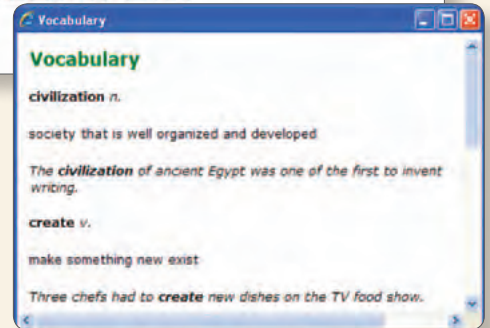 Vocabulary
Vocabulary
civilization n.
society that is well organized and developed
The civilization of ancient Egypt was one of the first to invent
writing.
create v.
make something new exist
Three chefs had to create new dishes on the TV food show.